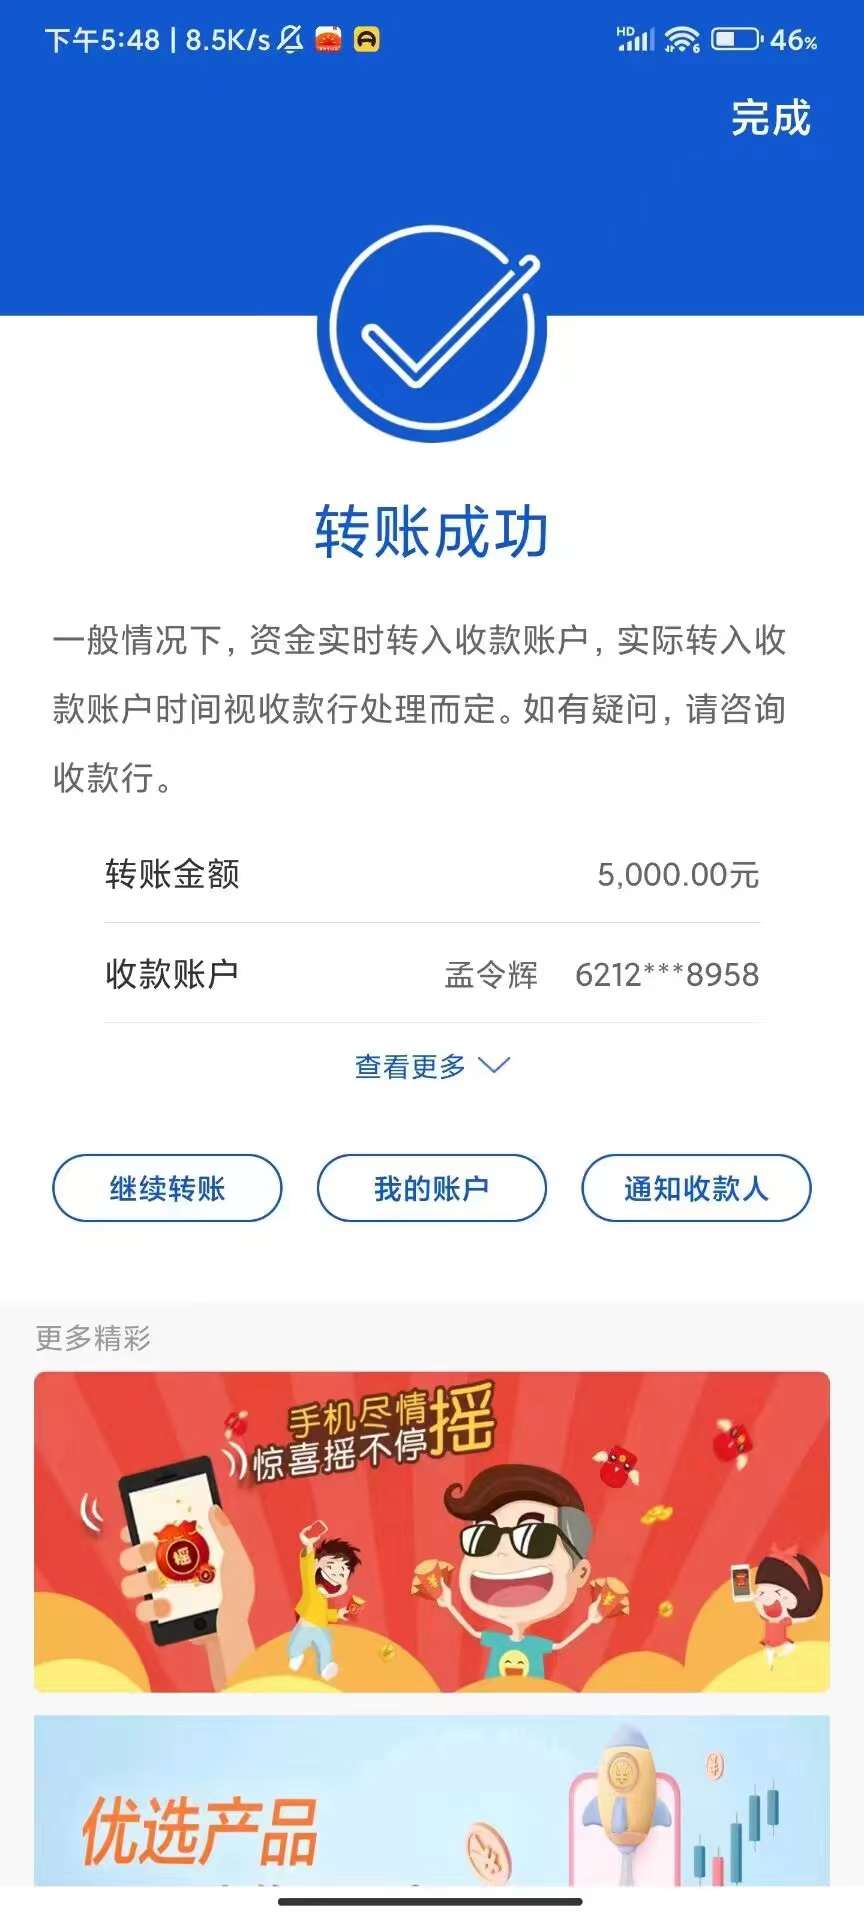 下午5:48 | 8.5K/s HD 6 46%
完成
转账成功
一般情况下，资金实时转入收款账户，实际转入收
款账户时间视收款行处理而定。如有疑问，请咨询
收款行。
转账金额 5,000.00元
收款账户 孟令辉 6212***8958
查看更多
继续转账 我的账户 通知收款人
更多精彩
手机尽情摇
惊喜摇不停
摇
优选产品